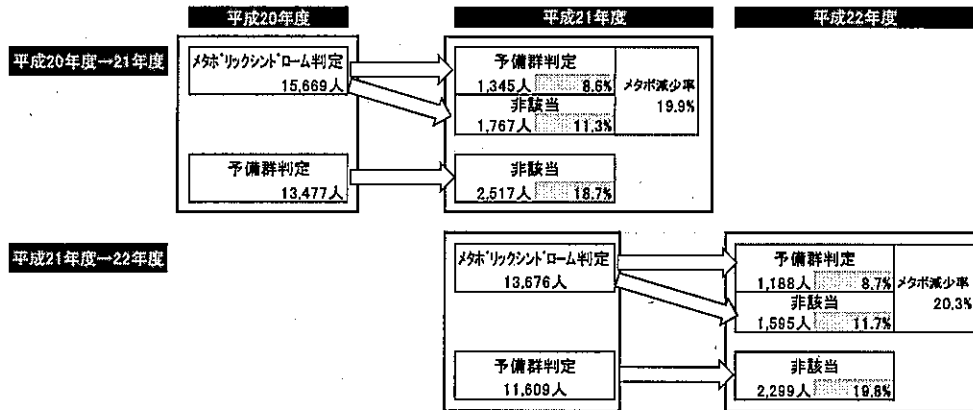 平成20年度
平成21年度
平成22年度
平成20年度→21年度
メタボリックシンドローム判定
15,669人
予備群判定
1,345人 8.6%
非該当
1,767人 11.3%
メタボ減少率
19.9%
予備群判定
13,477人
非該当
2,517人 18.7%
平成21年度→22年度
メタボリックシンドローム判定
13,676人
予備群判定
1,188人 8.7%
非該当
1,595人 11.7%
メタボ減少率
20.3%
予備群判定
11,609人
非該当
2,299人 19.8%